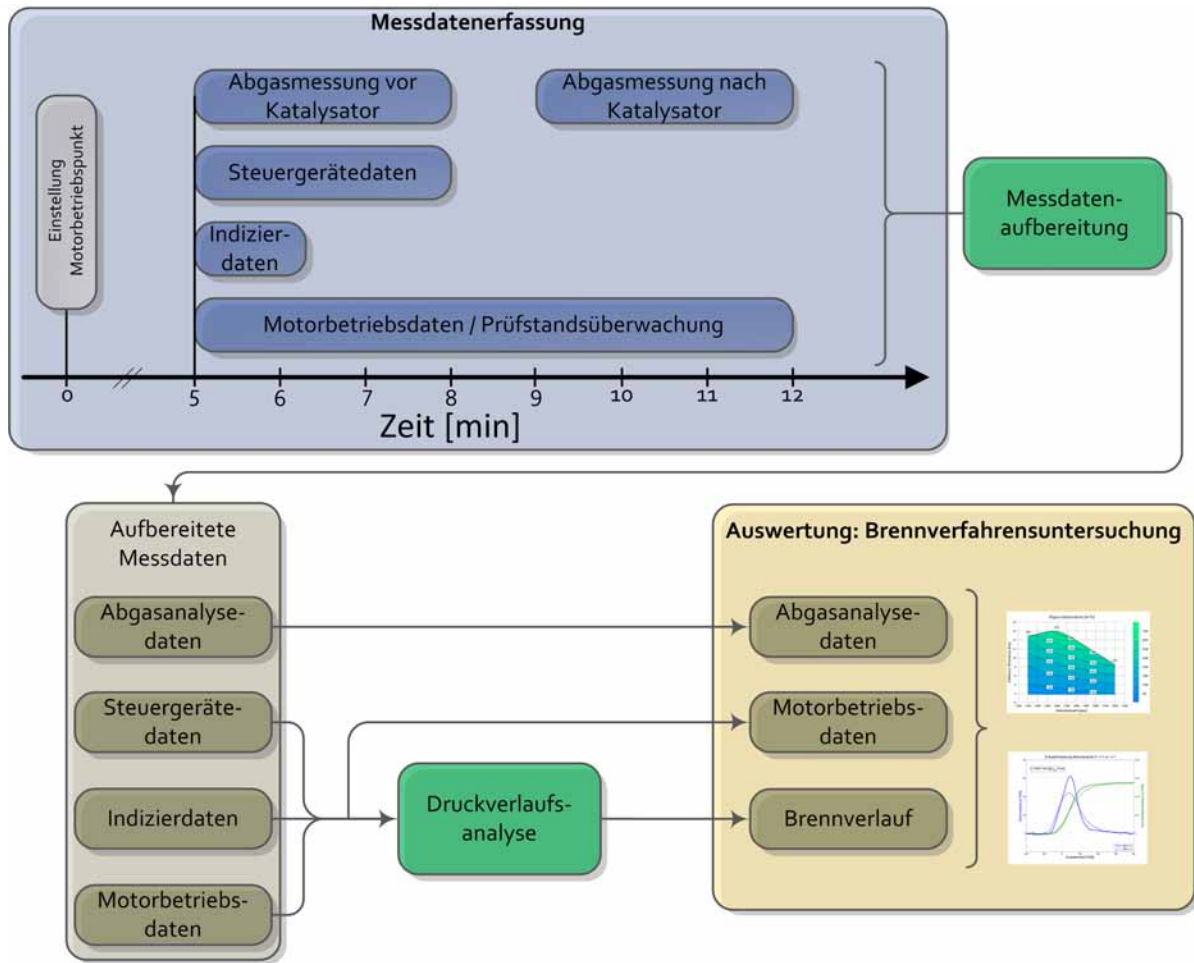 Messdatenerfassung
Einstellung
Motorbetriebspunkt
Abgasmessung vor
Katalysator
Abgasmessung nach
Katalysator
Steuergerätedaten
Indizier-
daten
Motorbetriebsdaten / Prüfstandsüberwachung
0 5 6 7 8 9 10 11 12
Zeit [min]
Messdaten-
aufbereitung
Aufbereitete
Messdaten
Abgasanalyse-
daten
Steuergeräte-
daten
Indizierdaten
Motorbetriebs-
daten
Druckverlaufs-
analyse
Auswertung: Brennverfahrensuntersuchung
Abgasanalyse-
daten
Motorbetriebs-
daten
Brennverlauf